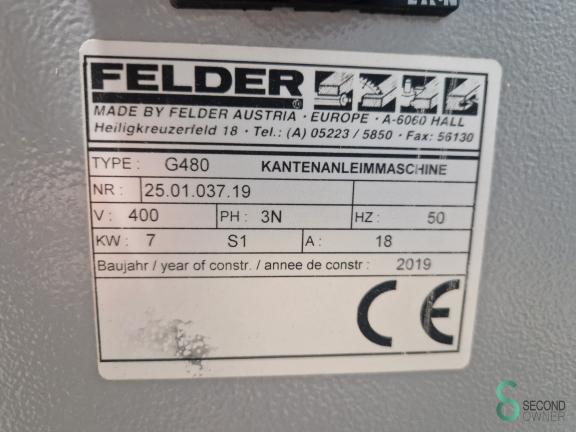 FELDER
MADE BY FELDER AUSTRIA · EUROPE · A-6060 HALL
Heiligkreuzerfeld 18 · Tel.: (A) 05223 / 5850 · Fax: 56130
TYPE : G480 KANTENANLEIMMASCHINE
NR : 25.01.037.19
V : 400 PH : 3N HZ : 50
KW : 7 S1 A : 18
Baujahr / year of constr. / annee de constr : 2019
CE
SECOND
OWNER